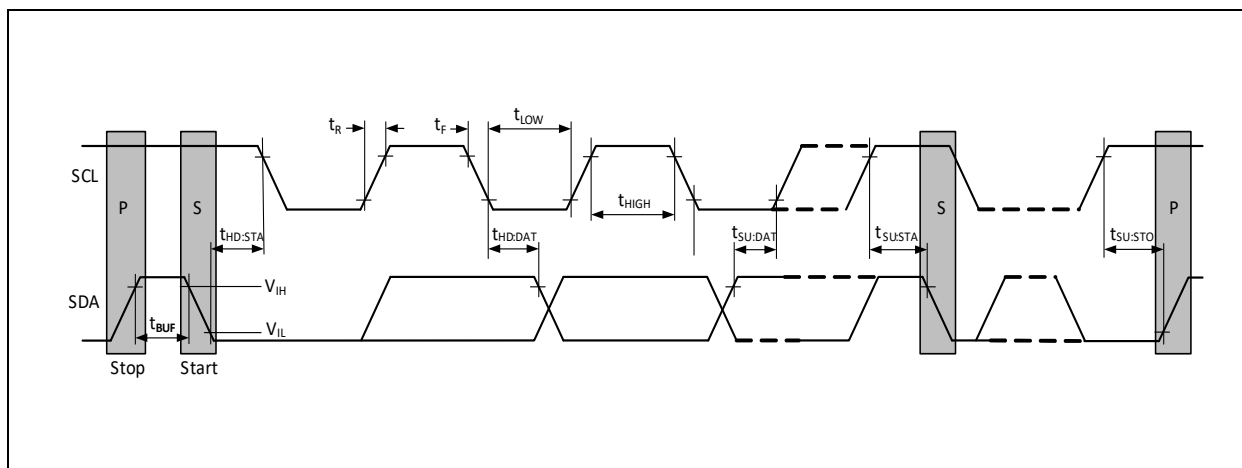 tR
tF
tLOW
SCL
P
S
tHIGH
S
P
tHD:STA
tHD:DAT
tSU:DAT
tSU:STA
tSU:STO
VIH
SDA
tBUF
VIL
Stop
Start